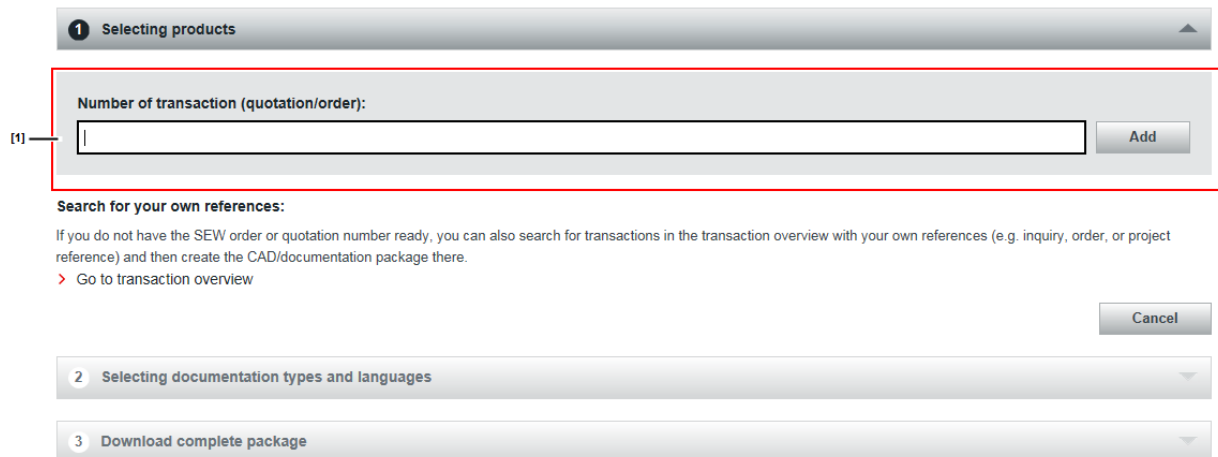 1 Selecting products
Number of transaction (quotation/order):
[1]
Add
Search for your own references:
If you do not have the SEW order or quotation number ready, you can also search for transactions in the transaction overview with your own references (e.g. inquiry, order, or project
reference) and then create the CAD/documentation package there.
Go to transaction overview
Cancel
2 Selecting documentation types and languages
3 Download complete package